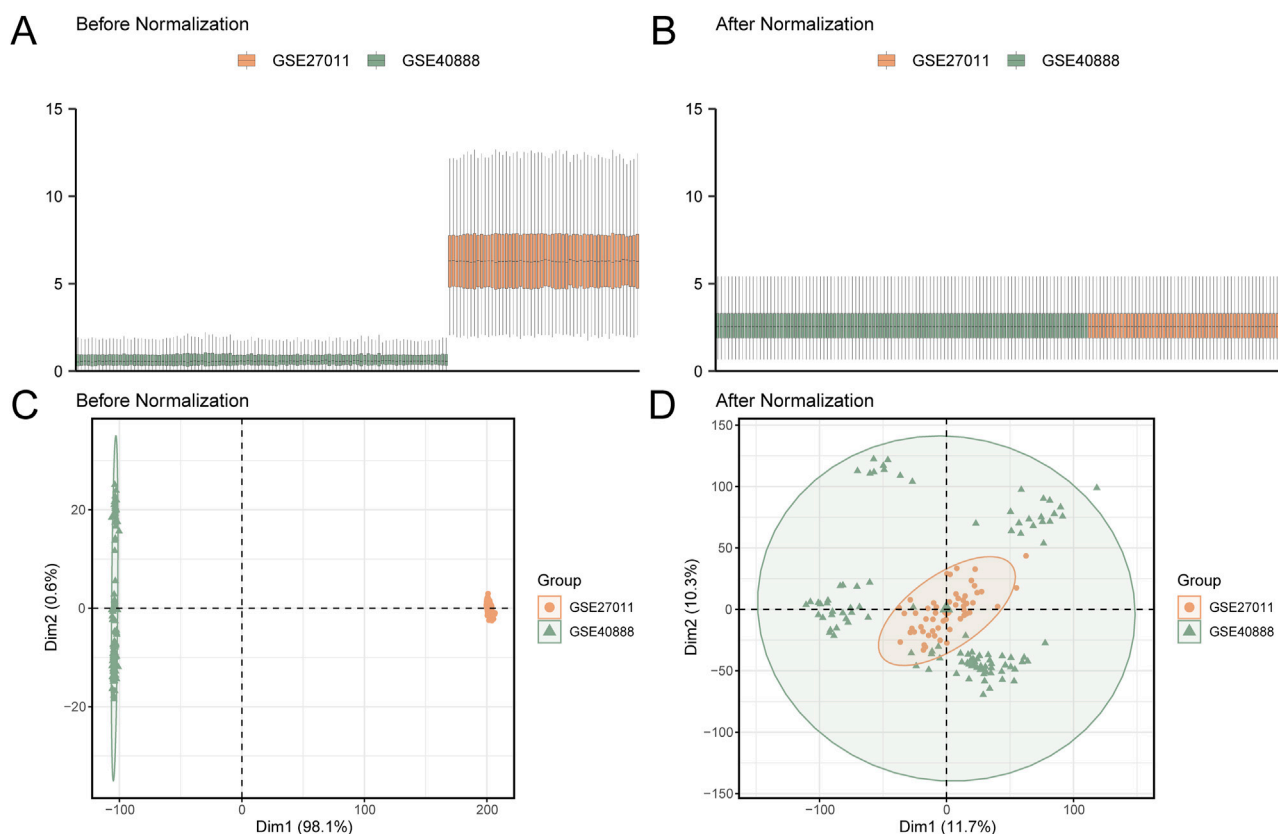 A Before Normalization
GSE27011 GSE40888
15
10
5
0
B After Normalization
GSE27011 GSE40888
15
10
5
0
C Before Normalization
Dim2 (0.6%)
20
0
−20
−100 0 100 200
Dim1 (98.1%)
Group
GSE27011
GSE40888
D After Normalization
Dim2 (10.3%)
150
100
50
0
−50
−100
−150
−100 0 100
Dim1 (11.7%)
Group
GSE27011
GSE40888